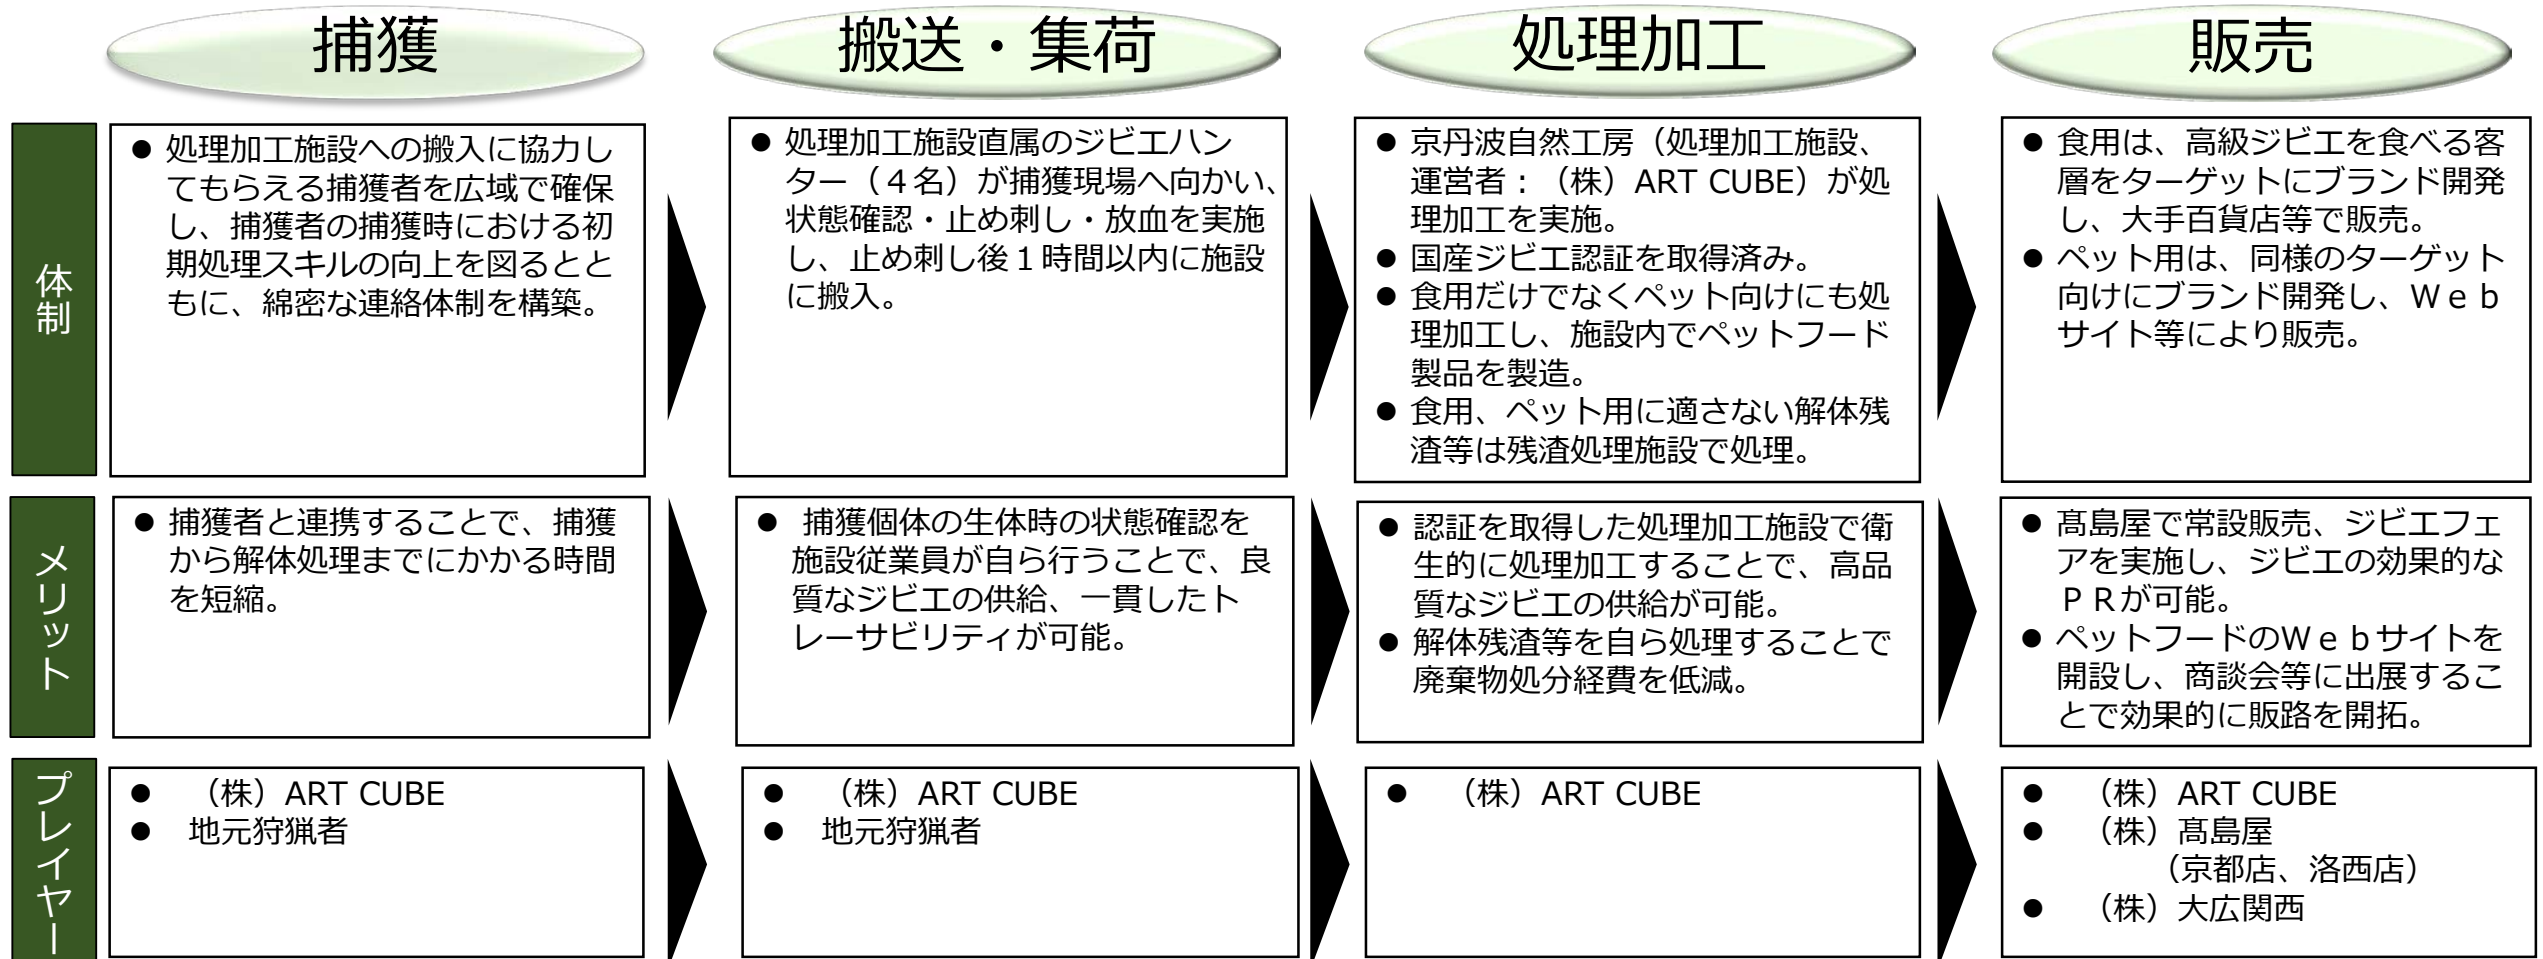 捕獲
搬送・集荷
処理加工
販売
体制
● 処理加工施設への搬入に協力し
てもらえる捕獲者を広域で確保
し、捕獲者の捕獲時における初
期処理スキルの向上を図るとと
もに、綿密な連絡体制を構築。
● 処理加工施設直属のジビエハン
ター（４名）が捕獲現場へ向かい、
状態確認・止め刺し・放血を実施
し、止め刺し後１時間以内に施設
に搬入。
● 京丹波自然工房（処理加工施設、
運営者：（株）ART CUBE）が処
理加工を実施。
● 国産ジビエ認証を取得済み。
● 食用だけでなくペット向けにも処
理加工し、施設内でペットフード
製品を製造。
● 食用、ペット用に適さない解体残
渣等は残渣処理施設で処理。
● 食用は、高級ジビエを食べる客
層をターゲットにブランド開発
し、大手百貨店等で販売。
● ペット用は、同様のターゲット
向けにブランド開発し、Ｗｅｂ
サイト等により販売。
メリット
● 捕獲者と連携することで、捕獲
から解体処理までにかかる時間
を短縮。
● 捕獲個体の生体時の状態確認を
施設従業員が自ら行うことで、良
質なジビエの供給、一貫したト
レーサビリティが可能。
● 認証を取得した処理加工施設で衛
生的に処理加工することで、高品
質なジビエの供給が可能。
● 解体残渣等を自ら処理することで
廃棄物処分経費を低減。
● 髙島屋で常設販売、ジビエフェ
アを実施し、ジビエの効果的な
ＰＲが可能。
● ペットフードのＷｅｂサイトを
開設し、商談会等に出展するこ
とで効果的に販路を開拓。
プレイヤー
● （株）ART CUBE
● 地元狩猟者
● （株）ART CUBE
● 地元狩猟者
● （株）ART CUBE
● （株）ART CUBE
● （株）髙島屋
（京都店、洛西店）
● （株）大広関西